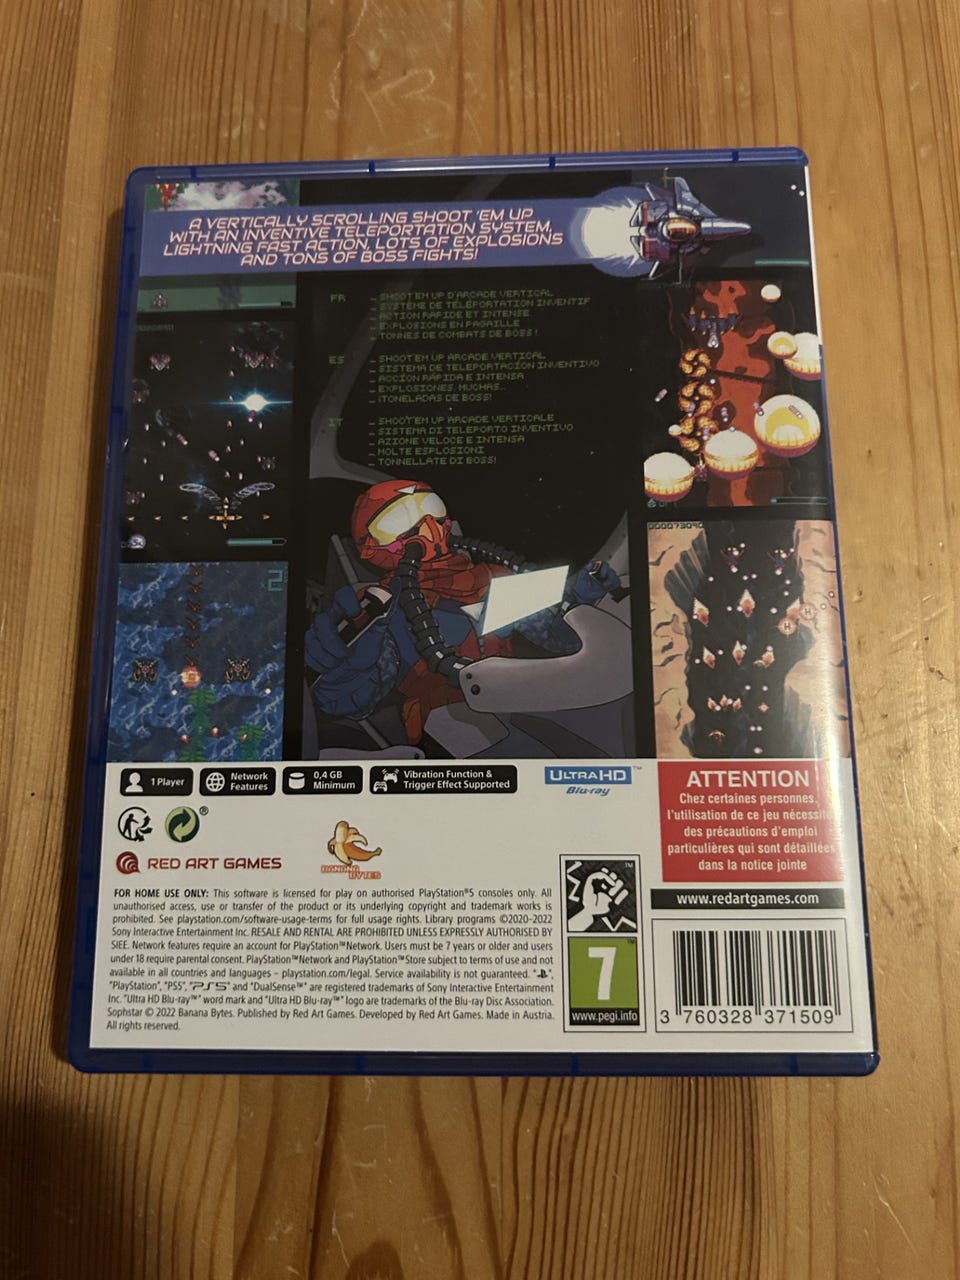 A VERTICALLY SCROLLING SHOOT 'EM UP
WITH AN INVENTIVE TELEPORTATION SYSTEM,
LIGHTNING FAST ACTION, LOTS OF EXPLOSIONS
AND TONS OF BOSS FIGHTS!
FR
- SHOOT'EM UP D'ARCADE VERTICAL
- SYSTÈME DE TÉLÉPORTATION INVENTIF
- ACTION RAPIDE ET INTENSE
- EXPLOSIONS EN PAGAILLE
- TONNES DE COMBATS DE BOSS !
ES
- SHOOT'EM UP ARCADE VERTICAL
- SISTEMA DE TELEPORTACIÓN INVENTIVO
- ACCIÓN RÁPIDA E INTENSA
- EXPLOSIONES. MUCHAS..
- ¡TONELADAS DE BOSS!
IT
- SHOOT'EM UP ARCADE VERTICALE
- SISTEMA DI TELEPORTO INVENTIVO
- AZIONE VELOCE E INTENSA
- MOLTE ESPLOSIONI
- TONNELLATE DI BOSS!
2
1 Player
Network
Features
0,4 GB
Minimum
Vibration Function &
Trigger Effect Supported
ULTRA HD™
Blu-ray
ATTENTION
Chez certaines personnes,
l'utilisation de ce jeu nécessite
des précautions d'emploi
particulières qui sont détaillées
dans la notice jointe
RED ART GAMES
BANANA
BYTES
www.redartgames.com
FOR HOME USE ONLY: This software is licensed for play on authorised PlayStation®5 consoles only. All
unauthorised access, use or transfer of the product or its underlying copyright and trademark works is
prohibited. See playstation.com/software-usage-terms for full usage rights. Library programs ©2020-2022
Sony Interactive Entertainment Inc. RESALE AND RENTAL ARE PROHIBITED UNLESS EXPRESSLY AUTHORISED BY
SIEE. Network features require an account for PlayStation™Network. Users must be 7 years or older and users
under 18 require parental consent. PlayStation™Network and PlayStation Store subject to terms of use and not
available in all countries and languages – playstation.com/legal. Service availability is not guaranteed. " ",
"PlayStation", "PS5", "PS5" and "DualSense™" are registered trademarks of Sony Interactive Entertainment
Inc. "Ultra HD Blu-ray™" word mark and "Ultra HD Blu-ray™" logo are trademarks of the Blu-ray Disc Association.
Sophstar © 2022 Banana Bytes. Published by Red Art Games. Developed by Red Art Games. Made in Austria.
All rights reserved.
7
www.pegi.info
3 760328 371509